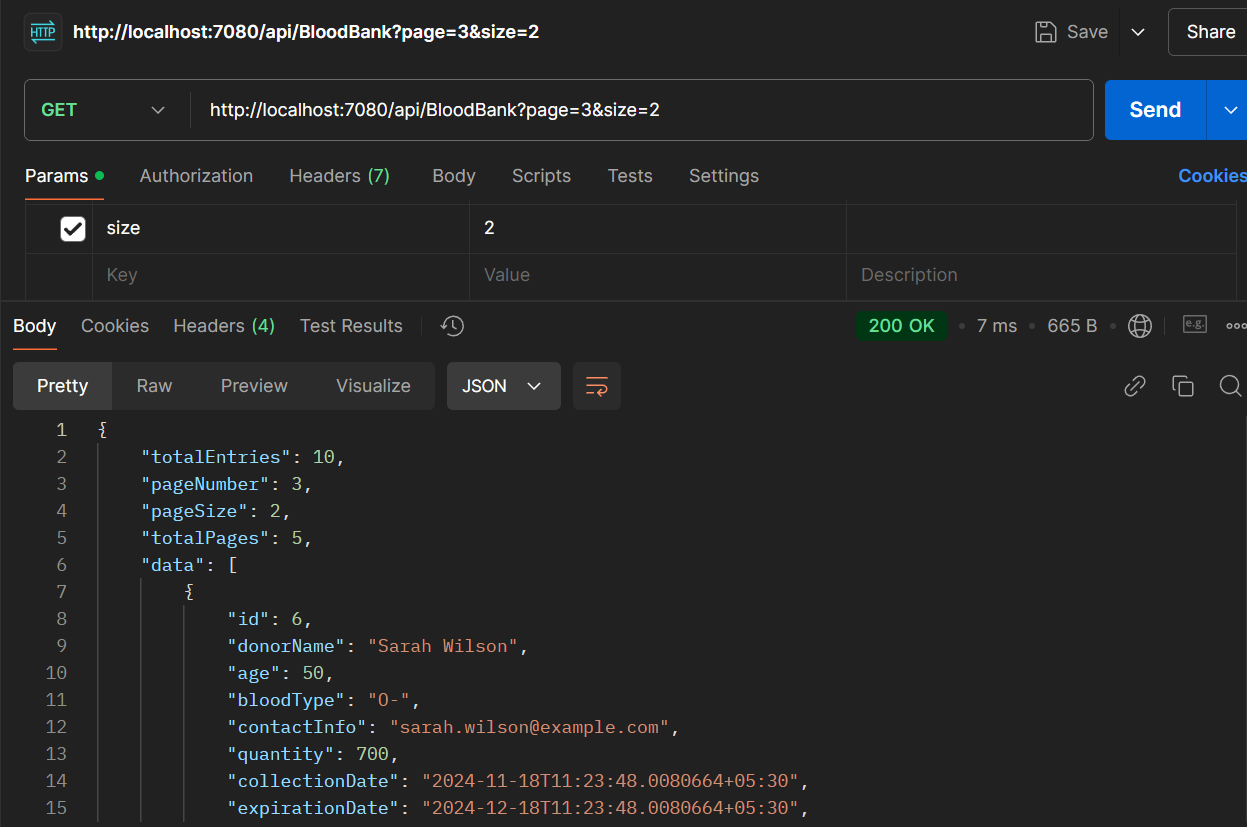 HTTP http://localhost:7080/api/BloodBank?page=3&size=2 Save Share
GET http://localhost:7080/api/BloodBank?page=3&size=2 Send
Params Authorization Headers (7) Body Scripts Tests Settings Cookies
size 2
Key Value Description
Body Cookies Headers (4) Test Results 200 OK • 7 ms • 665 B • e.g.
Pretty Raw Preview Visualize JSON
1 {
2 "totalEntries": 10,
3 "pageNumber": 3,
4 "pageSize": 2,
5 "totalPages": 5,
6 "data": [
7 {
8 "id": 6,
9 "donorName": "Sarah Wilson",
10 "age": 50,
11 "bloodType": "O-",
12 "contactInfo": "sarah.wilson@example.com",
13 "quantity": 700,
14 "collectionDate": "2024-11-18T11:23:48.0080664+05:30",
15 "expirationDate": "2024-12-18T11:23:48.0080664+05:30",